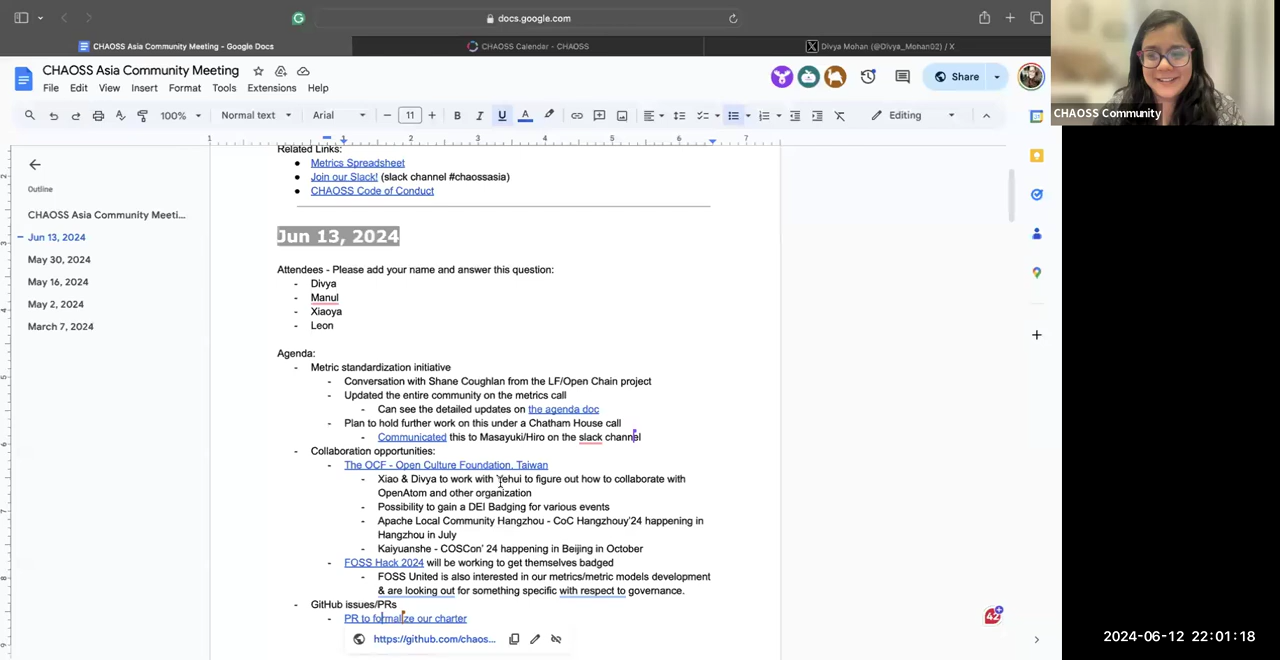 docs.google.com
CHAOSS Asia Community Meeting - Google Docs
CHAOSS Calendar - CHAOSS
Divya Mohan (@Divya_Mohan02) / X
CHAOSS Asia Community Meeting
File Edit View Insert Format Tools Extensions Help
Share
CHAOSS Community
100% Normal text Arial 11 B I U A Editing
1 1 2 3 4 5 6 7
Related Links:
● Metrics Spreadsheet
● Join our Slack! (slack channel #chaossasia)
● CHAOSS Code of Conduct
Outline
CHAOSS Asia Community Meeti...
Jun 13, 2024
May 30, 2024
May 16, 2024
May 2, 2024
March 7, 2024
Jun 13, 2024
Attendees - Please add your name and answer this question:
- Divya
- Manul
- Xiaoya
- Leon
Agenda:
- Metric standardization initiative
- Conversation with Shane Coughlan from the LF/Open Chain project
- Updated the entire community on the metrics call
- Can see the detailed updates on the agenda doc
- Plan to hold further work on this under a Chatham House call
- Communicated this to Masayuki/Hiro on the slack channel
- Collaboration opportunities:
- The OCF - Open Culture Foundation, Taiwan
- Xiao & Divya to work with Yehui to figure out how to collaborate with
OpenAtom and other organization
- Possibility to gain a DEI Badging for various events
- Apache Local Community Hangzhou - CoC Hangzhouy'24 happening in
Hangzhou in July
- Kaiyuanshe - COSCon' 24 happening in Beijing in October
- FOSS Hack 2024 will be working to get themselves badged
- FOSS United is also interested in our metrics/metric models development
& are looking out for something specific with respect to governance.
- GitHub issues/PRs
- PR to formalize our charter
https://github.com/chaos...
42
2024-06-12 22:01:18